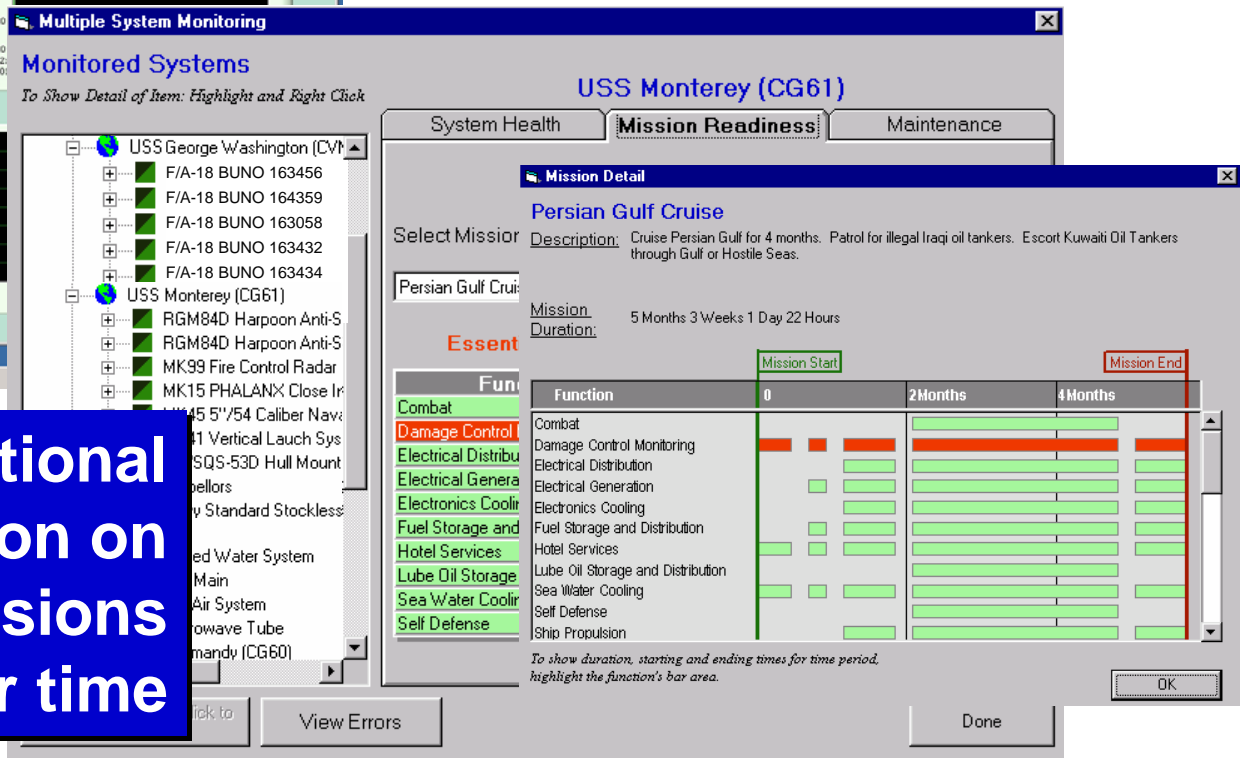 Multiple System Monitoring
Monitored Systems
To Show Detail of Item: Highlight and Right Click
USS Monterey (CG61)
System Health
Mission Readiness
Maintenance
USS George Washington (CVN
F/A-18 BUNO 163456
F/A-18 BUNO 164359
F/A-18 BUNO 163058
F/A-18 BUNO 163432
F/A-18 BUNO 163434
USS Monterey (CG61)
RGM84D Harpoon Anti-S
RGM84D Harpoon Anti-S
MK99 Fire Control Radar
MK15 PHALANX Close In
45 5"/54 Caliber Nava
41 Vertical Lauch Sys
/SQS-53D Hull Mount
pellors
y Standard Stockless
ed Water System
Main
Air System
rowave Tube
mandy (CG60)
Select Mission
Persian Gulf Crui
Essent
Fun
Combat
Damage Control
Electrical Distribu
Electrical Genera
Electronics Coolin
Fuel Storage and
Hotel Services
Lube Oil Storage
Sea Water Coolin
Self Defense
Mission Detail
Persian Gulf Cruise
Description: Cruise Persian Gulf for 4 months. Patrol for illegal Iraqi oil tankers. Escort Kuwaiti Oil Tankers
through Gulf or Hostile Seas.
Mission
Duration:
5 Months 3 Weeks 1 Day 22 Hours
Mission Start
Mission End
Function 0 2Months 4Months
Combat
Damage Control Monitoring
Electrical Distribution
Electrical Generation
Electronics Cooling
Fuel Storage and Distribution
Hotel Services
Lube Oil Storage and Distribution
Sea Water Cooling
Self Defense
Ship Propulsion
To show duration, starting and ending times for time period,
highlight the function's bar area.
OK
tional
on on
sions
r time
ick to
View Errors
Done